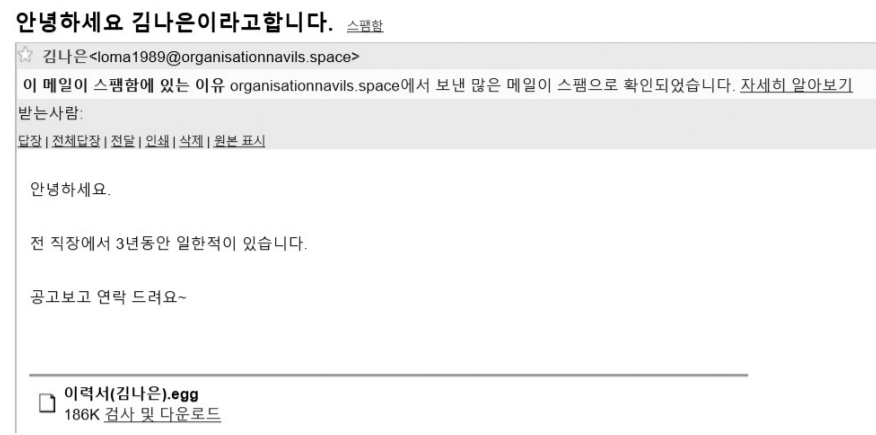 안녕하세요 김나은이라고합니다. 스팸함
김나은<loma1989@organisationnavils.space>
이 메일이 스팸함에 있는 이유 organisationnavils.space에서 보낸 많은 메일이 스팸으로 확인되었습니다. 자세히 알아보기
받는사람:
답장 | 전체답장 | 전달 | 인쇄 | 삭제 | 원본 표시
안녕하세요.
전 직장에서 3년동안 일한적이 있습니다.
공고보고 연락 드려요~
이력서(김나은).egg
186K 검사 및 다운로드